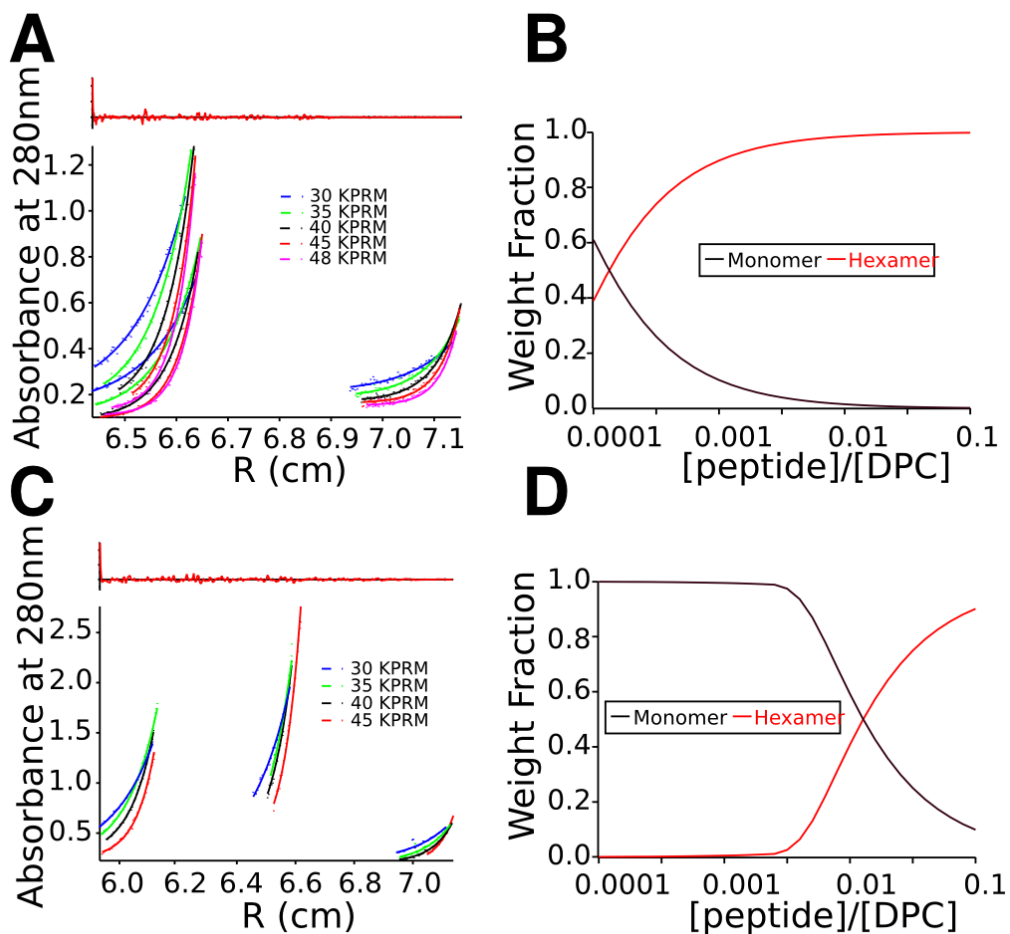 A
Absorbance at 280nm
1.2
1.0
0.8
0.6
0.4
0.2
30 KPRM
35 KPRM
40 KPRM
45 KPRM
48 KPRM
6.5 6.6 6.7 6.8 6.9 7.0 7.1
R (cm)
B
Weight Fraction
1.0
0.8
0.6
0.4
0.2
0.0
Monomer Hexamer
0.0001 0.001 0.01 0.1
[peptide]/[DPC]
C
Absorbance at 280nm
2.5
2.0
1.5
1.0
0.5
30 KPRM
35 KPRM
40 KPRM
45 KPRM
6.0 6.2 6.4 6.6 6.8 7.0
R (cm)
D
Weight Fraction
1.0
0.8
0.6
0.4
0.2
0.0
Monomer Hexamer
0.0001 0.001 0.01 0.1
[peptide]/[DPC]